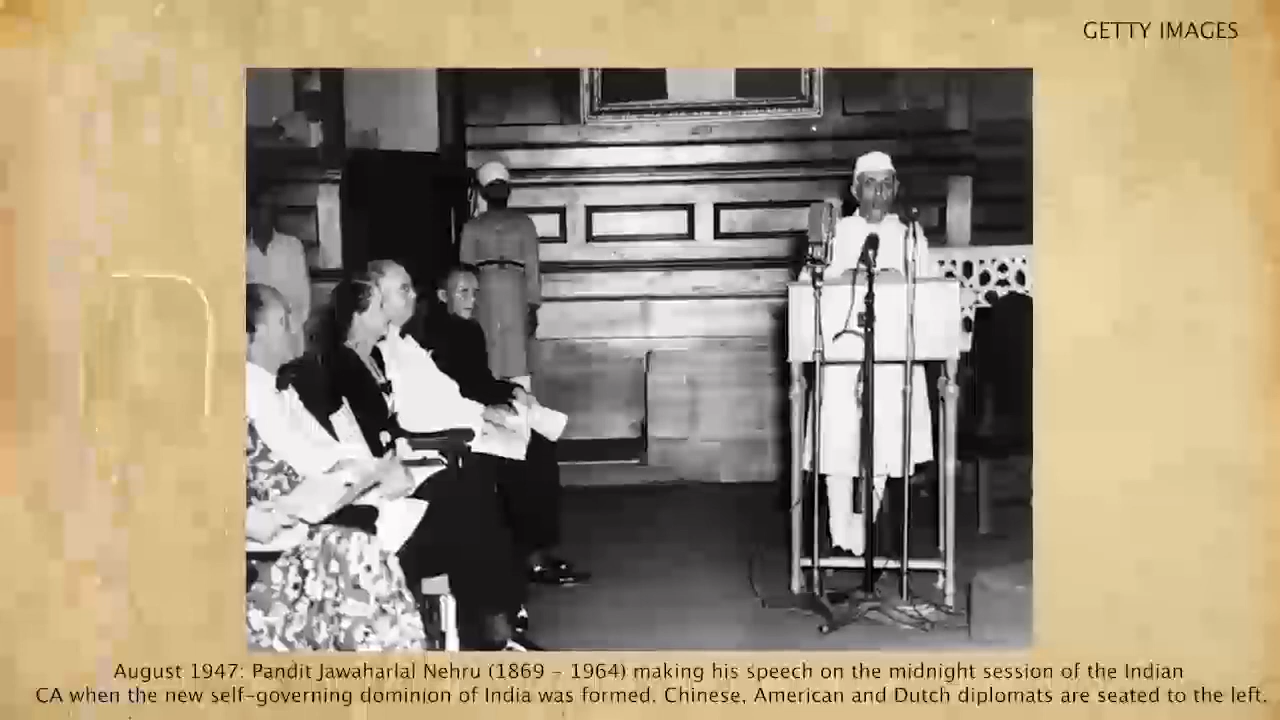 GETTY IMAGES
August 1947: Pandit Jawaharlal Nehru (1869 - 1964) making his speech on the midnight session of the Indian
CA when the new self-governing dominion of India was formed. Chinese, American and Dutch diplomats are seated to the left.